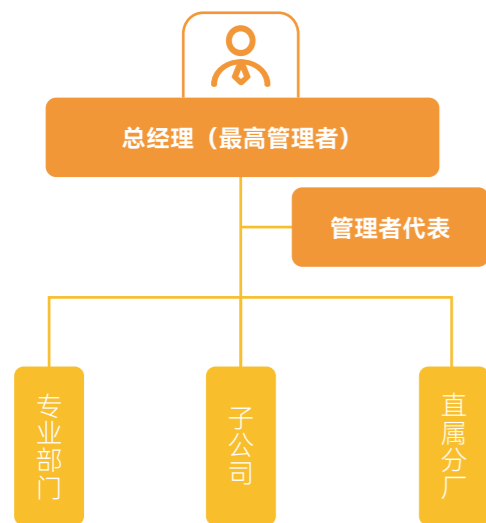 总经理（最高管理者）
管理者代表
专业部门
子公司
直属分厂